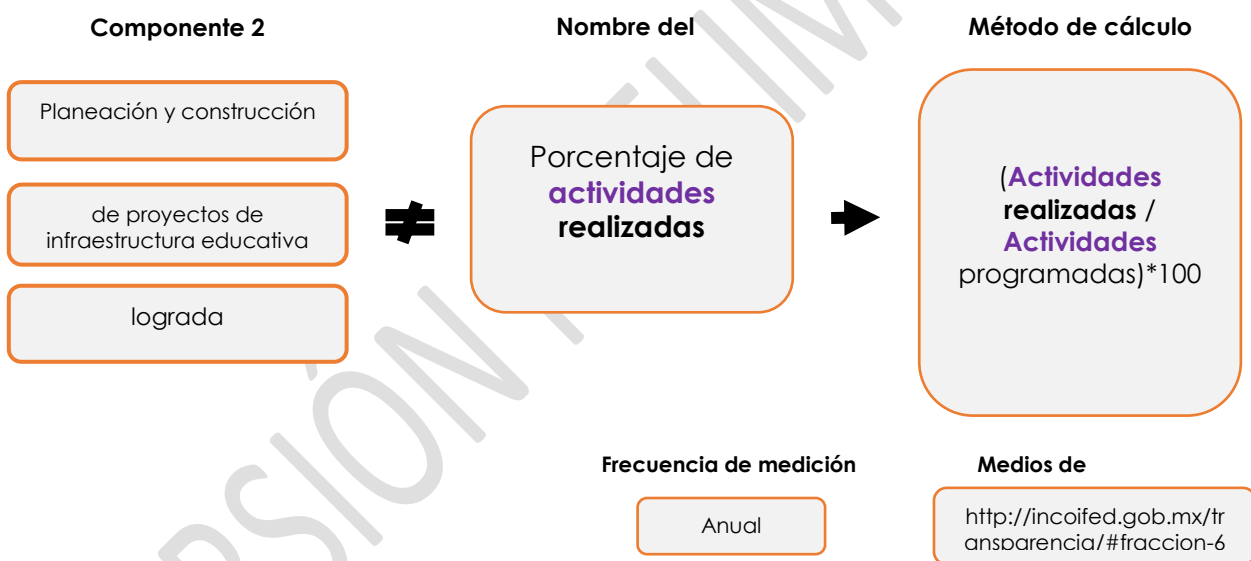 Componente 2
Nombre del
Método de cálculo
Planeación y construcción
de proyectos de
infraestructura educativa
lograda
Porcentaje de
actividades
realizadas
(Actividades
realizadas /
Actividades
programadas)*100
Frecuencia de medición
Medios de
Anual
http://incoifed.gob.mx/tr
ansparencia/#fraccion-6
VERSIÓN